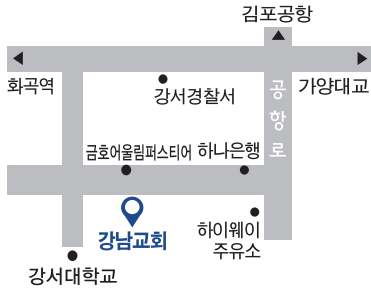 김포공항
화곡역
강서경찰서
가양대교
공항로
금호어울림퍼스티어
하나은행
강남교회
하이웨이
주유소
강서대학교